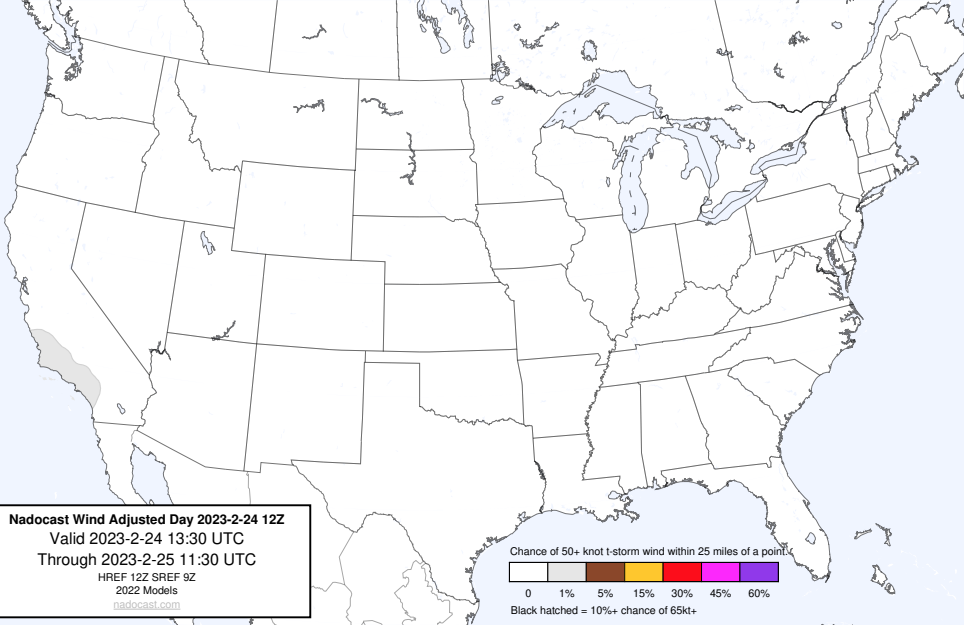 Nadocast Wind Adjusted Day 2023-2-24 12Z
Valid 2023-2-24 13:30 UTC
Through 2023-2-25 11:30 UTC
HREF 12Z SREF 9Z
2022 Models
nadocast.com
Chance of 50+ knot t-storm wind within 25 miles of a point.
0 1% 5% 15% 30% 45% 60%
Black hatched = 10%+ chance of 65kt+